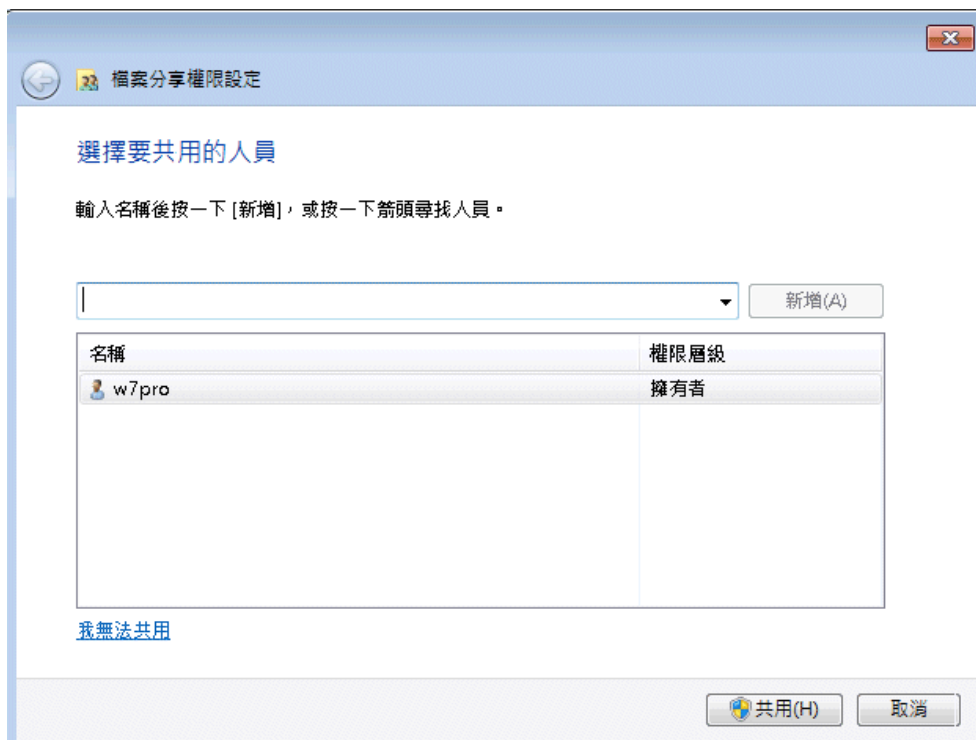 檔案分享權限設定
選擇要共用的人員
輸入名稱後按一下 [新增]，或按一下箭頭尋找人員。
新增(A)
名稱 權限層級
w7pro 擁有者
我無法共用
共用(H) 取消